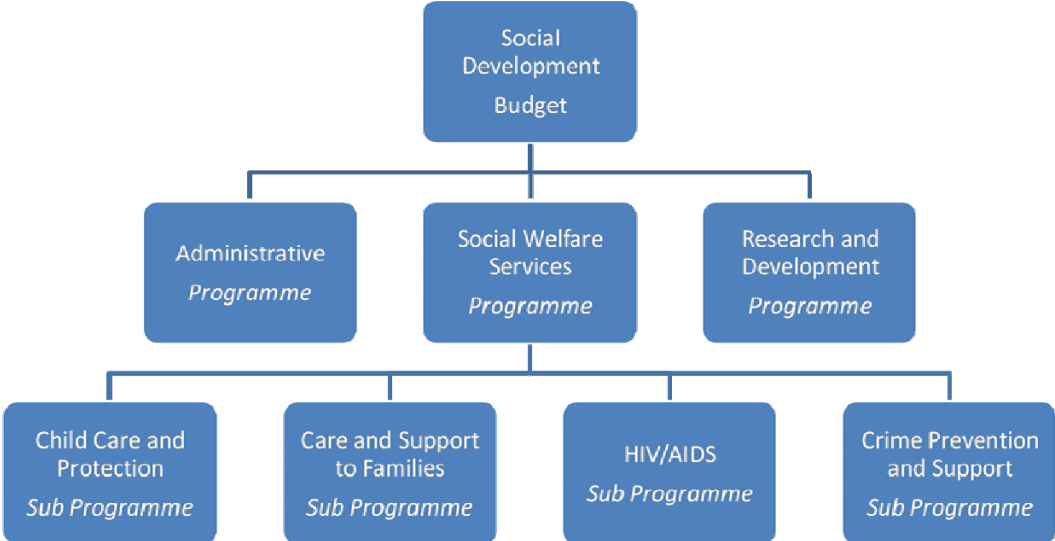 Social
Development
Budget
Administrative
Programme
Social Welfare
Services
Programme
Research and
Development
Programme
Child Care and
Protection
Sub Programme
Care and Support
to Families
Sub Programme
HIV/AIDS
Sub Programme
Crime Prevention
and Support
Sub Programme